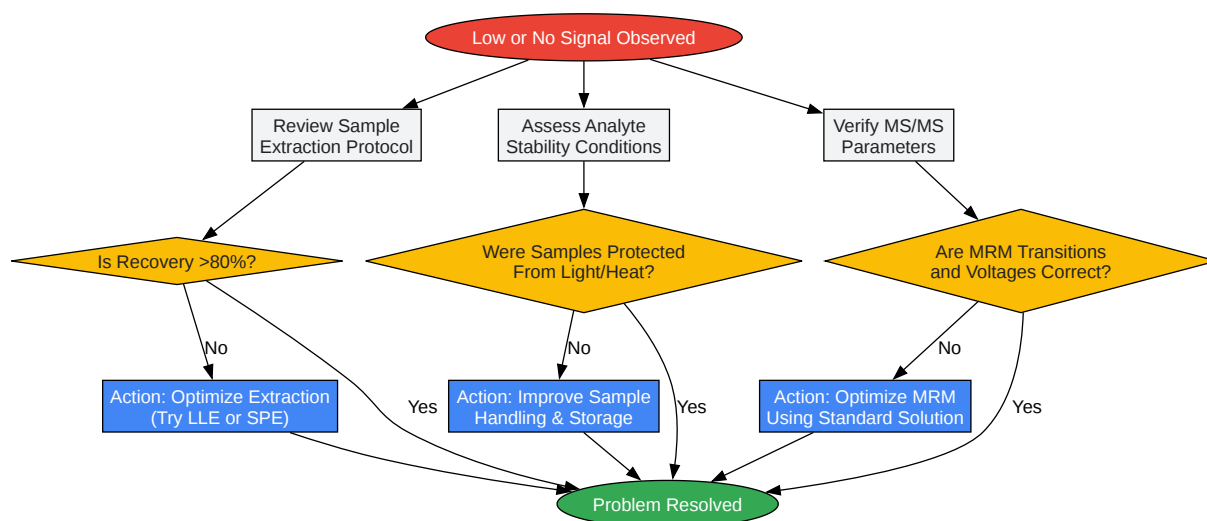 Low or No Signal Observed
Review Sample
Extraction Protocol
Assess Analyte
Stability Conditions
Verify MS/MS
Parameters
Is Recovery >80%?
Were Samples Protected
From Light/Heat?
Are MRM Transitions
and Voltages Correct?
No
No
No
Action: Optimize Extraction
(Try LLE or SPE)
Yes
Action: Improve Sample
Handling & Storage
Yes
Action: Optimize MRM
Using Standard Solution
Yes
Problem Resolved